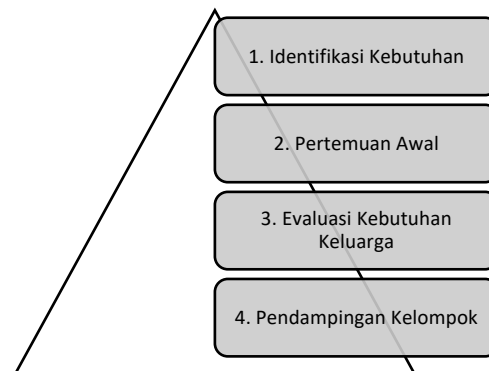 1. Identifikasi Kebutuhan
2. Pertemuan Awal
3. Evaluasi Kebutuhan
Keluarga
4. Pendampingan Kelompok